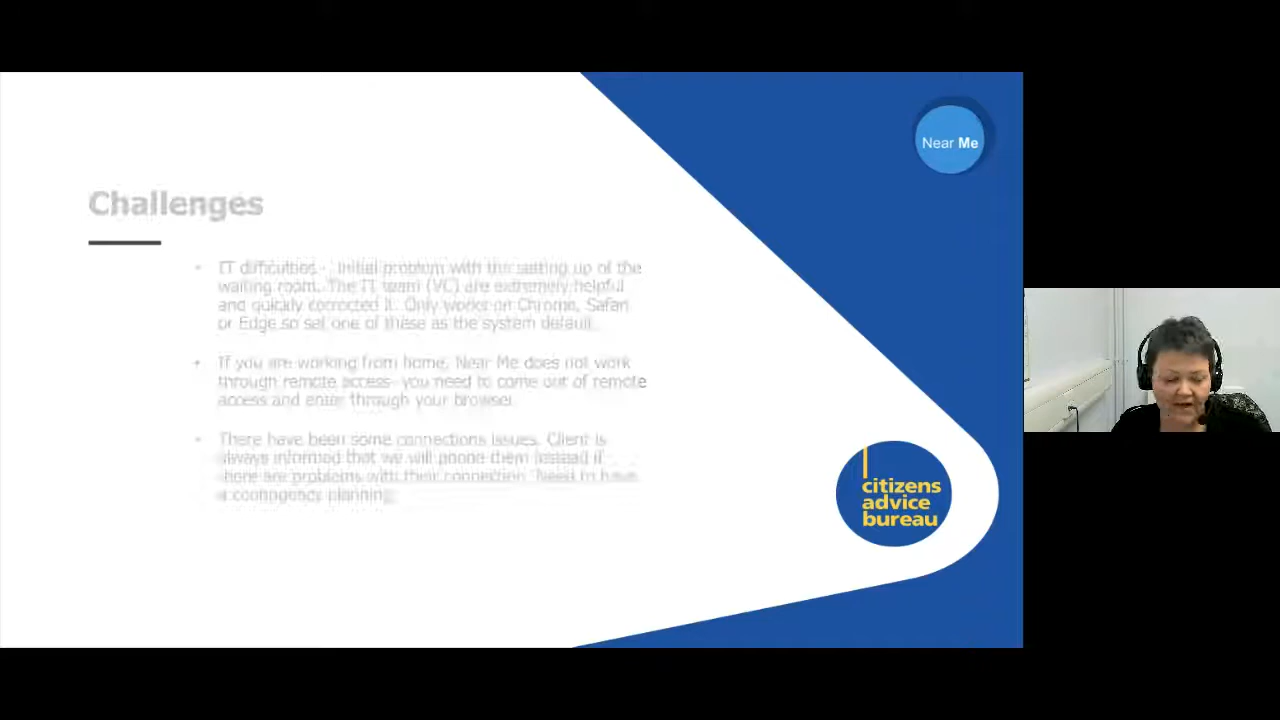 Near Me
Challenges
• IT difficulties - Initial problem with the setting up of the
waiting room. The IT team (VC) are extremely helpful
and quickly corrected it. Only works on Chrome, Safari
or Edge so set one of these as the system default.
• If you are working from home, Near Me does not work
through remote access- you need to come out of remote
access and enter through your browser.
• There have been some connections issues. Client is
always informed that we will phone them instead if
there are problems with their connection. Need to have
a contingency planning.
citizens
advice
bureau